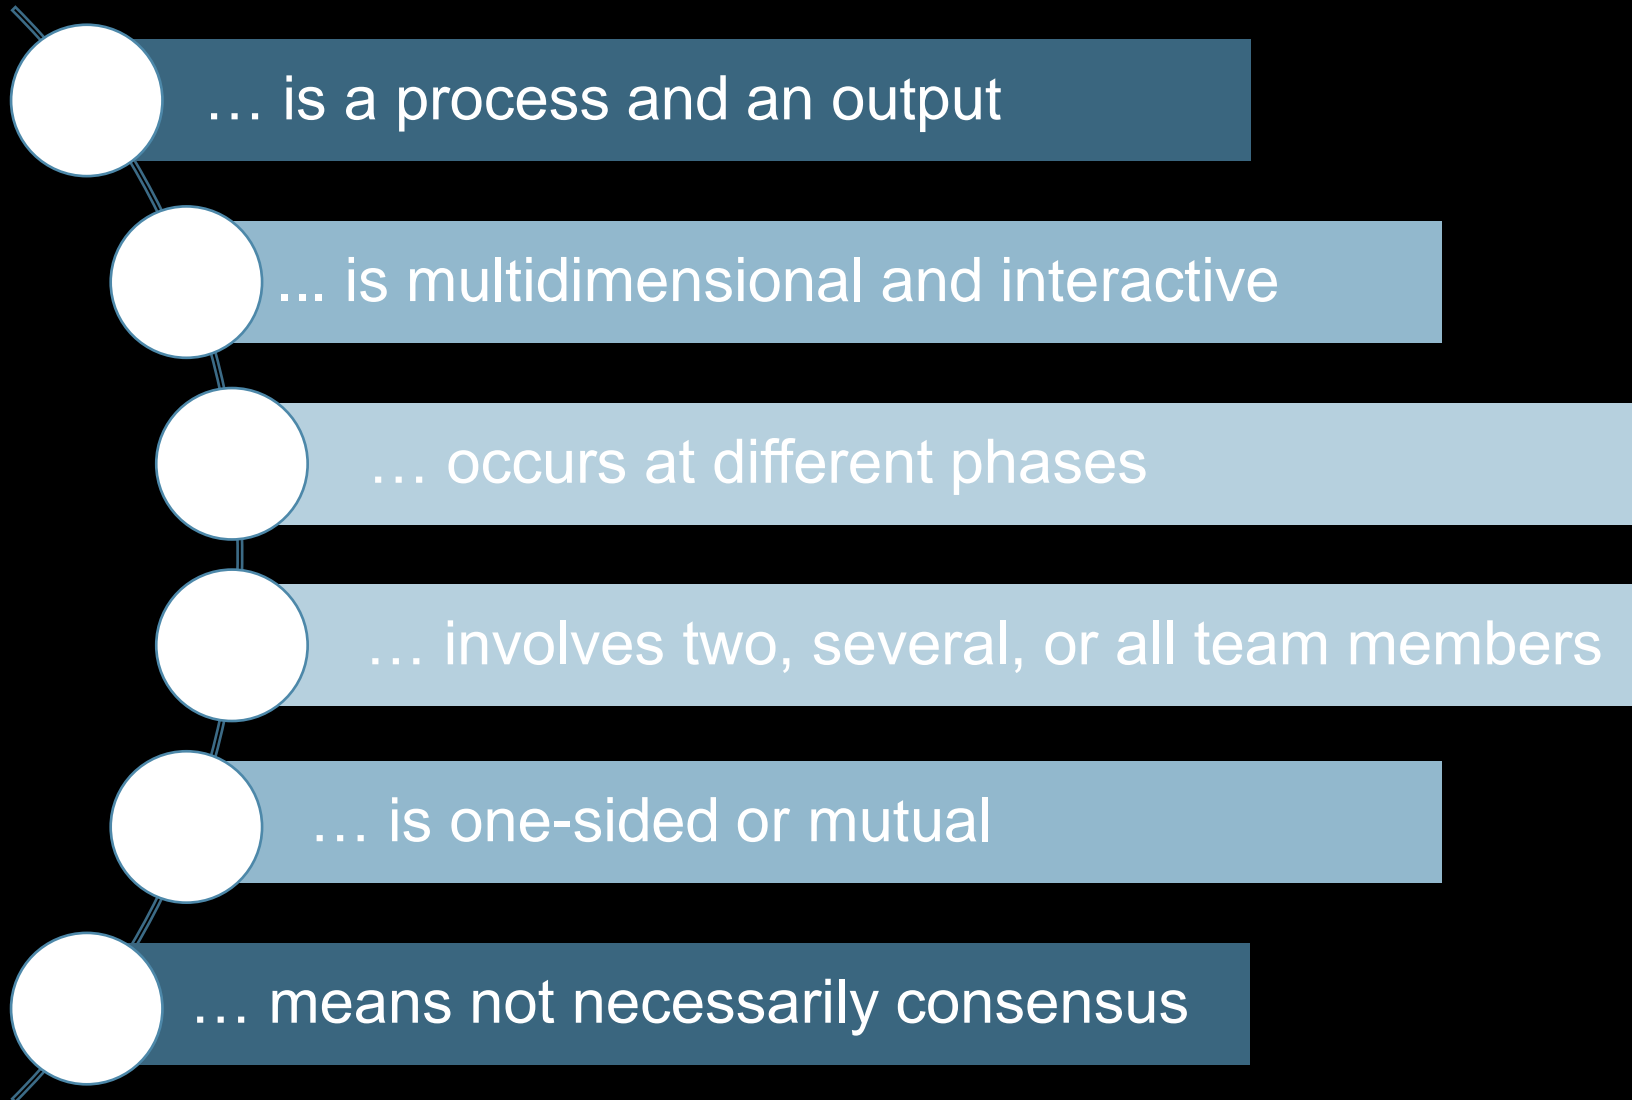 … is a process and an output
... is multidimensional and interactive
… occurs at different phases
… involves two, several, or all team members
… is one-sided or mutual
… means not necessarily consensus